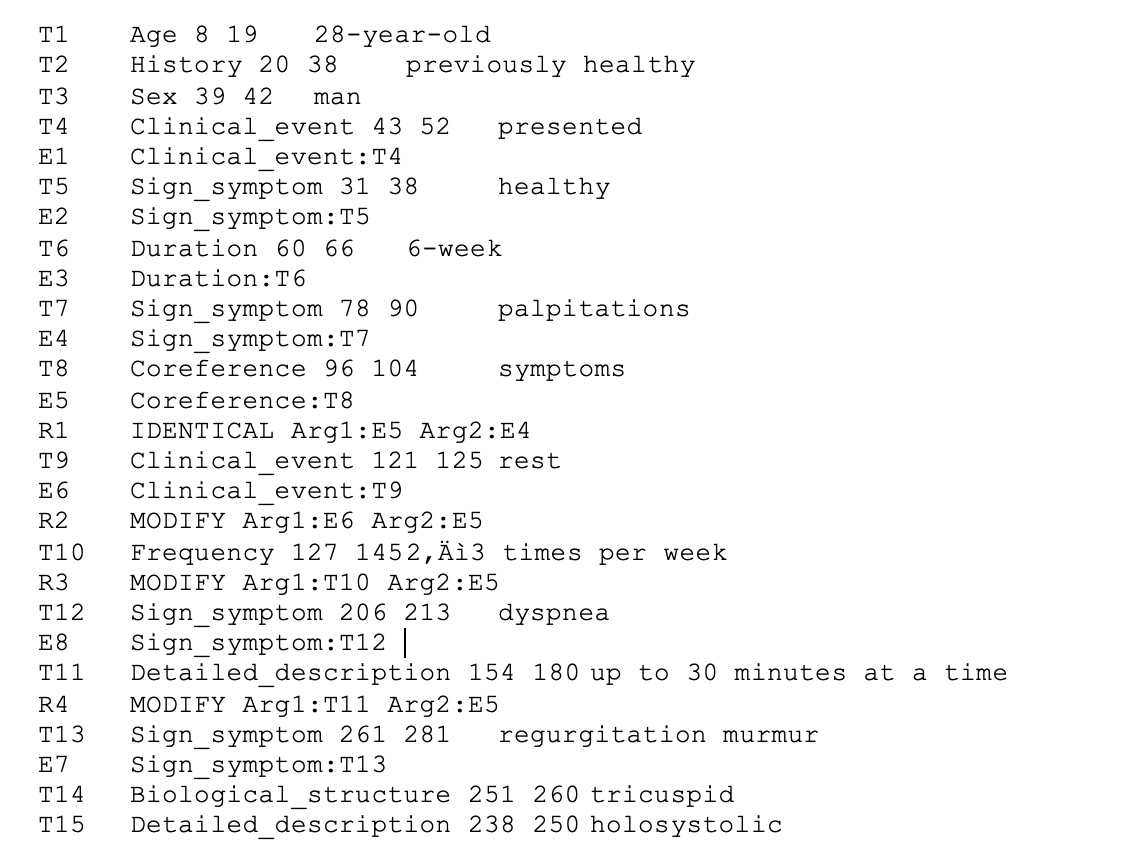 T1 Age 8 19 28-year-old
T2 History 20 38 previously healthy
T3 Sex 39 42 man
T4 Clinical_event 43 52 presented
E1 Clinical_event:T4
T5 Sign_symptom 31 38 healthy
E2 Sign_symptom:T5
T6 Duration 60 66 6-week
E3 Duration:T6
T7 Sign_symptom 78 90 palpitations
E4 Sign_symptom:T7
T8 Coreference 96 104 symptoms
E5 Coreference:T8
R1 IDENTICAL Arg1:E5 Arg2:E4
T9 Clinical_event 121 125 rest
E6 Clinical_event:T9
R2 MODIFY Arg1:E6 Arg2:E5
T10 Frequency 127 1452‚Äì3 times per week
R3 MODIFY Arg1:T10 Arg2:E5
T12 Sign_symptom 206 213 dyspnea
E8 Sign_symptom:T12
T11 Detailed_description 154 180 up to 30 minutes at a time
R4 MODIFY Arg1:T11 Arg2:E5
T13 Sign_symptom 261 281 regurgitation murmur
E7 Sign_symptom:T13
T14 Biological_structure 251 260 tricuspid
T15 Detailed_description 238 250 holosystolic